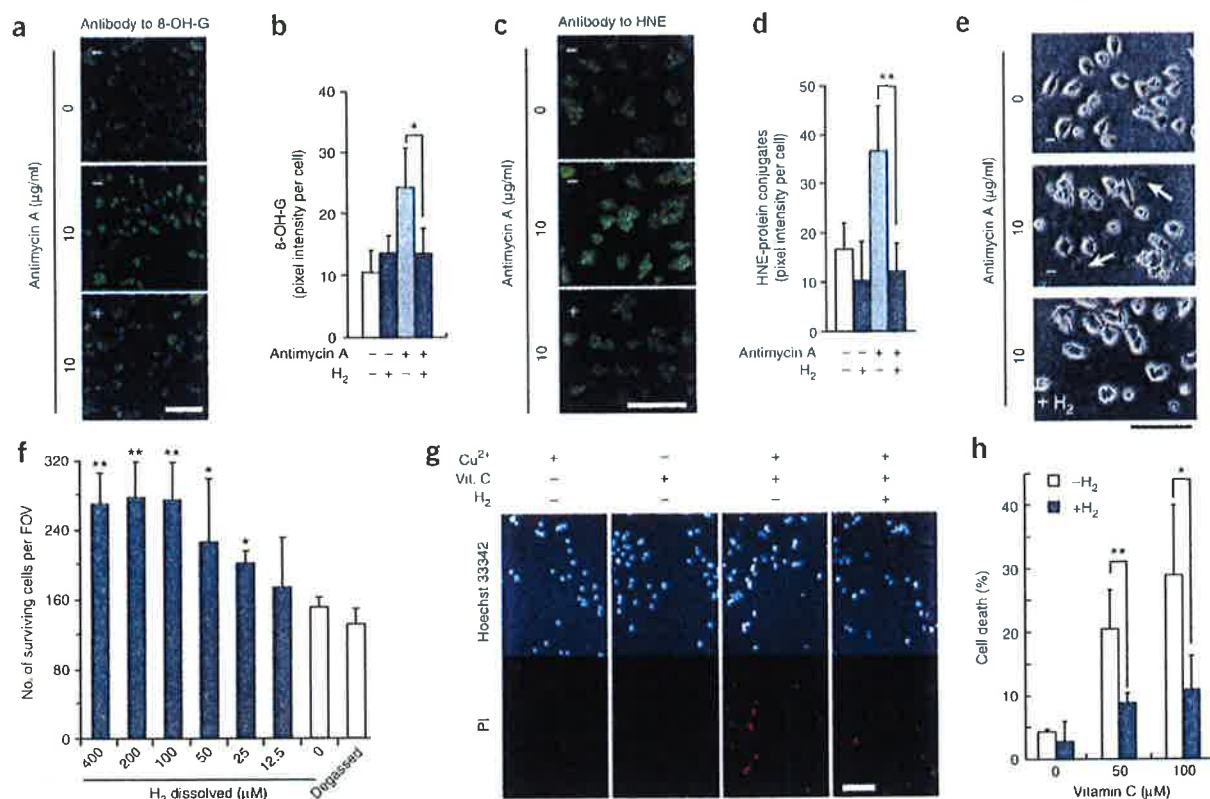 a
Antibody to 8-OH-G
Antimycin A (µg/ml)
0
10
10
–
–
+
b
8-OH-G
(pixel intensity per cell)
40
30
20
10
0
*
Antimycin A – – + +
H2 – + – +
c
Antibody to HNE
Antimycin A (µg/ml)
0
10
10
–
–
+
d
HNE-protein conjugates
(pixel intensity per cell)
50
40
30
20
10
0
**
Antimycin A – – + +
H2 – + – +
e
Antimycin A (µg/ml)
0
10
10
–
–
+ H2
f
No. of surviving cells per FOV
320
240
160
80
0
** ** ** * *
400 200 100 50 25 12.5 0 Degassed
H2 dissolved (µM)
g
Cu2+ + – + +
Vit. C – + + +
H2 – – – +
Hoechst 33342
PI
h
–H2
+H2
Cell death (%)
40
30
20
10
0
**
*
0 50 100
Vitamin C (µM)